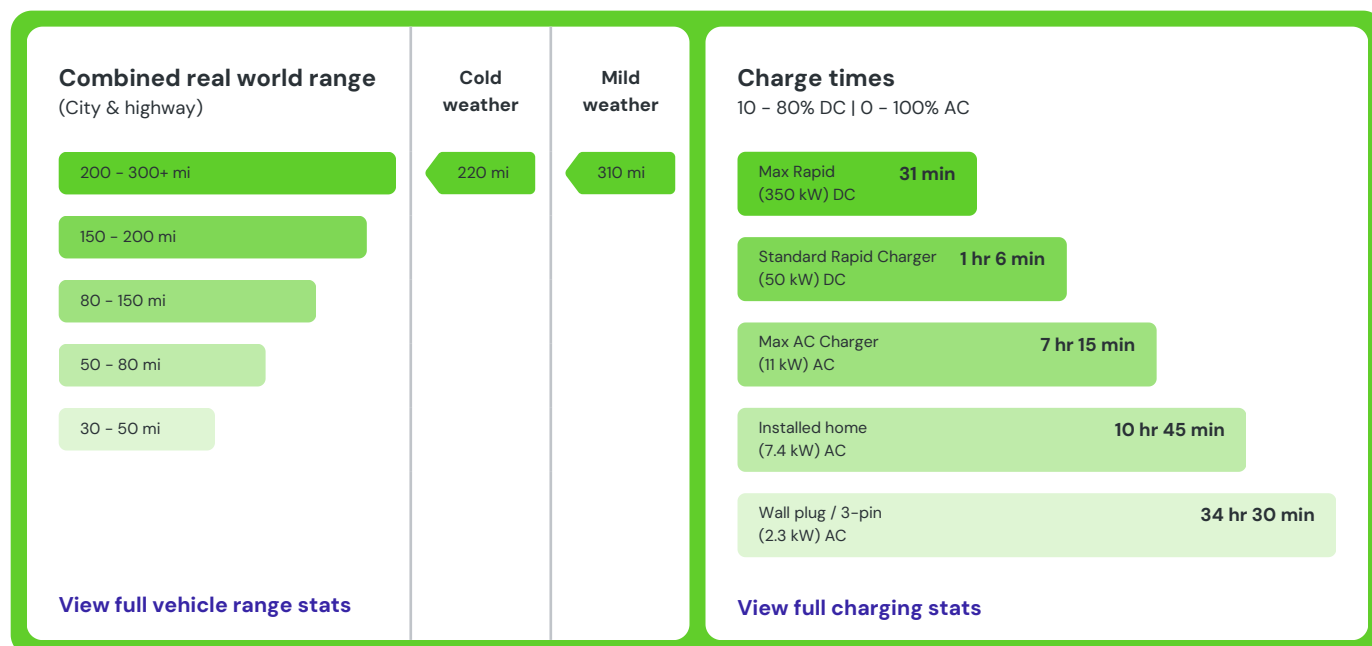 Combined real world range
(City & highway)
Cold
weather
Mild
weather
200 - 300+ mi
220 mi
310 mi
150 - 200 mi
80 - 150 mi
50 - 80 mi
30 - 50 mi
View full vehicle range stats
Charge times
10 - 80% DC | 0 - 100% AC
Max Rapid
(350 kW) DC
31 min
Standard Rapid Charger
(50 kW) DC
1 hr 6 min
Max AC Charger
(11 kW) AC
7 hr 15 min
Installed home
(7.4 kW) AC
10 hr 45 min
Wall plug / 3-pin
(2.3 kW) AC
34 hr 30 min
View full charging stats